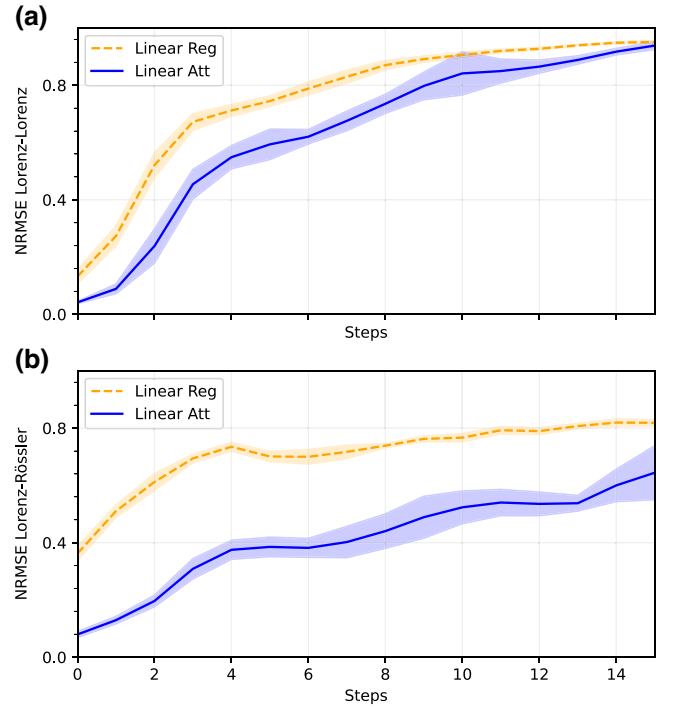 (a)
Linear Reg
Linear Att
NRMSE Lorenz-Lorenz
0.8
0.4
0.0
Steps
(b)
Linear Reg
Linear Att
NRMSE Lorenz-Rössler
0.8
0.4
0.0
0 2 4 6 8 10 12 14
Steps